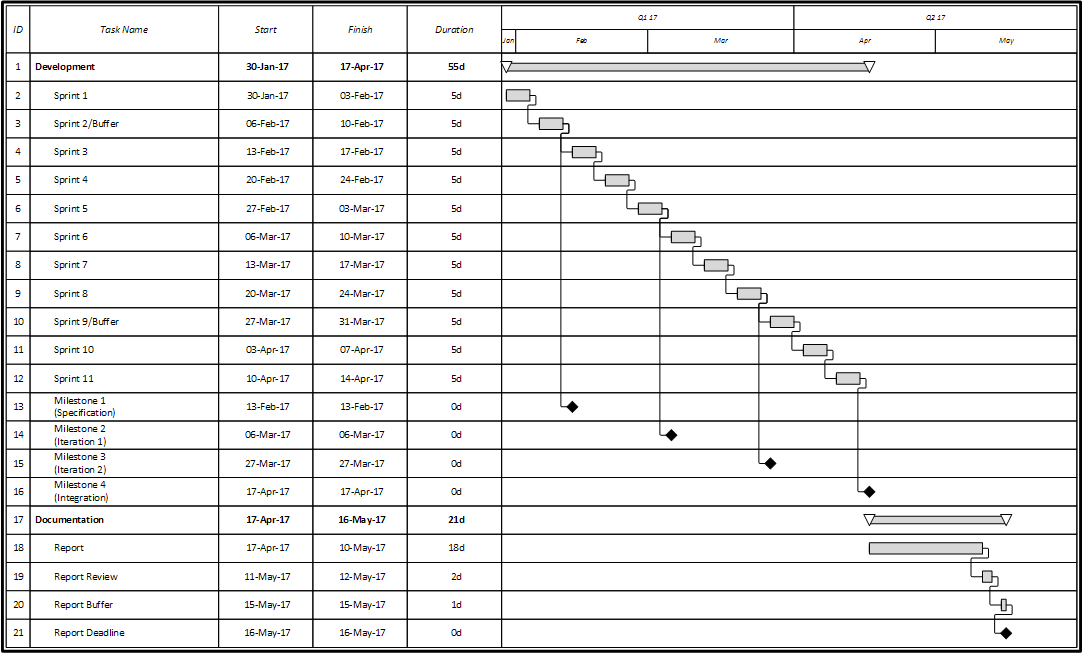 ID Task Name Start Finish Duration Q1 17 Q2 17
Jan Feb Mar Apr May
1 Development 30-Jan-17 17-Apr-17 55d
2 Sprint 1 30-Jan-17 03-Feb-17 5d
3 Sprint 2/Buffer 06-Feb-17 10-Feb-17 5d
4 Sprint 3 13-Feb-17 17-Feb-17 5d
5 Sprint 4 20-Feb-17 24-Feb-17 5d
6 Sprint 5 27-Feb-17 03-Mar-17 5d
7 Sprint 6 06-Mar-17 10-Mar-17 5d
8 Sprint 7 13-Mar-17 17-Mar-17 5d
9 Sprint 8 20-Mar-17 24-Mar-17 5d
10 Sprint 9/Buffer 27-Mar-17 31-Mar-17 5d
11 Sprint 10 03-Apr-17 07-Apr-17 5d
12 Sprint 11 10-Apr-17 14-Apr-17 5d
13 Milestone 1 13-Feb-17 13-Feb-17 0d
(Specification)
14 Milestone 2 06-Mar-17 06-Mar-17 0d
(Iteration 1)
15 Milestone 3 27-Mar-17 27-Mar-17 0d
(Iteration 2)
16 Milestone 4 17-Apr-17 17-Apr-17 0d
(Integration)
17 Documentation 17-Apr-17 16-May-17 21d
18 Report 17-Apr-17 10-May-17 18d
19 Report Review 11-May-17 12-May-17 2d
20 Report Buffer 15-May-17 15-May-17 1d
21 Report Deadline 16-May-17 16-May-17 0d